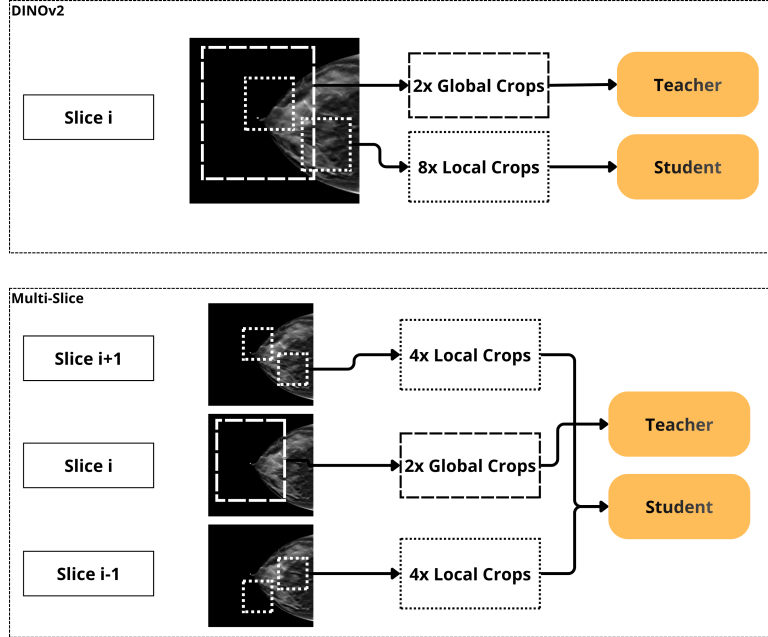 DINOv2
Slice i
2x Global Crops
Teacher
8x Local Crops
Student
Multi-Slice
Slice i+1
4x Local Crops
Teacher
Slice i
2x Global Crops
Student
Slice i-1
4x Local Crops